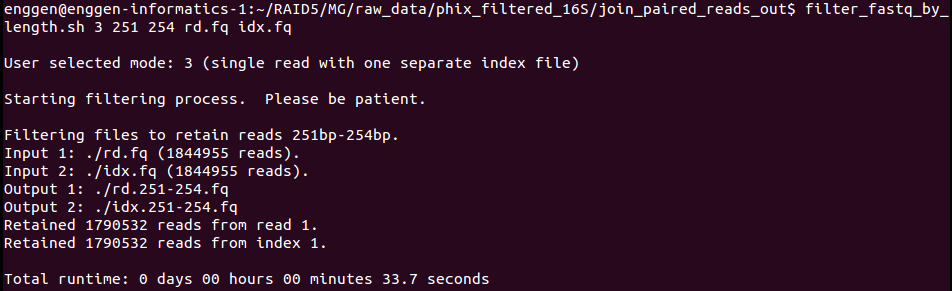 enggen@enggen-informatics-1:~/RAID5/MG/raw_data/phix_filtered_16S/join_paired_reads_out$ filter_fastq_by_
length.sh 3 251 254 rd.fq idx.fq
User selected mode: 3 (single read with one separate index file)
Starting filtering process.  Please be patient.
Filtering files to retain reads 251bp-254bp.
Input 1: ./rd.fq (1844955 reads).
Input 2: ./idx.fq (1844955 reads).
Output 1: ./rd.251-254.fq
Output 2: ./idx.251-254.fq
Retained 1790532 reads from read 1.
Retained 1790532 reads from index 1.
Total runtime: 0 days 00 hours 00 minutes 33.7 seconds